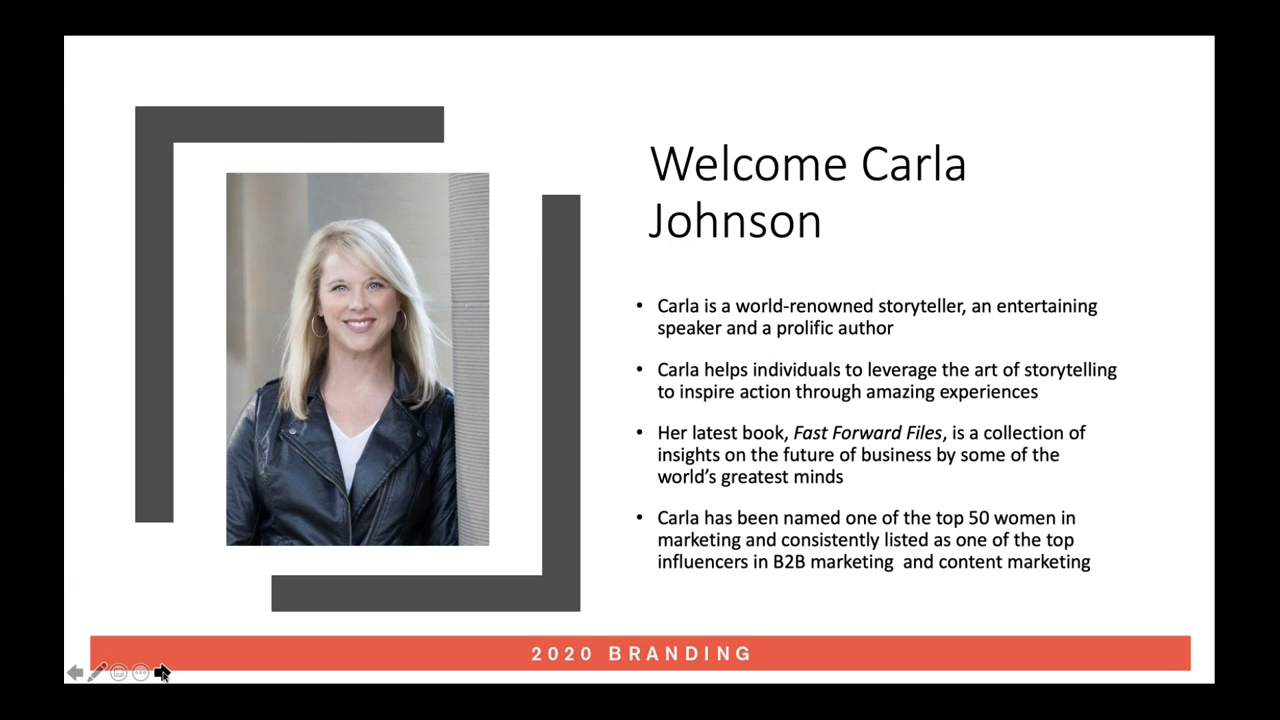 Welcome Carla
Johnson
• Carla is a world-renowned storyteller, an entertaining
speaker and a prolific author
• Carla helps individuals to leverage the art of storytelling
to inspire action through amazing experiences
• Her latest book, Fast Forward Files, is a collection of
insights on the future of business by some of the
world’s greatest minds
• Carla has been named one of the top 50 women in
marketing and consistently listed as one of the top
influencers in B2B marketing  and content marketing
2020 BRANDING